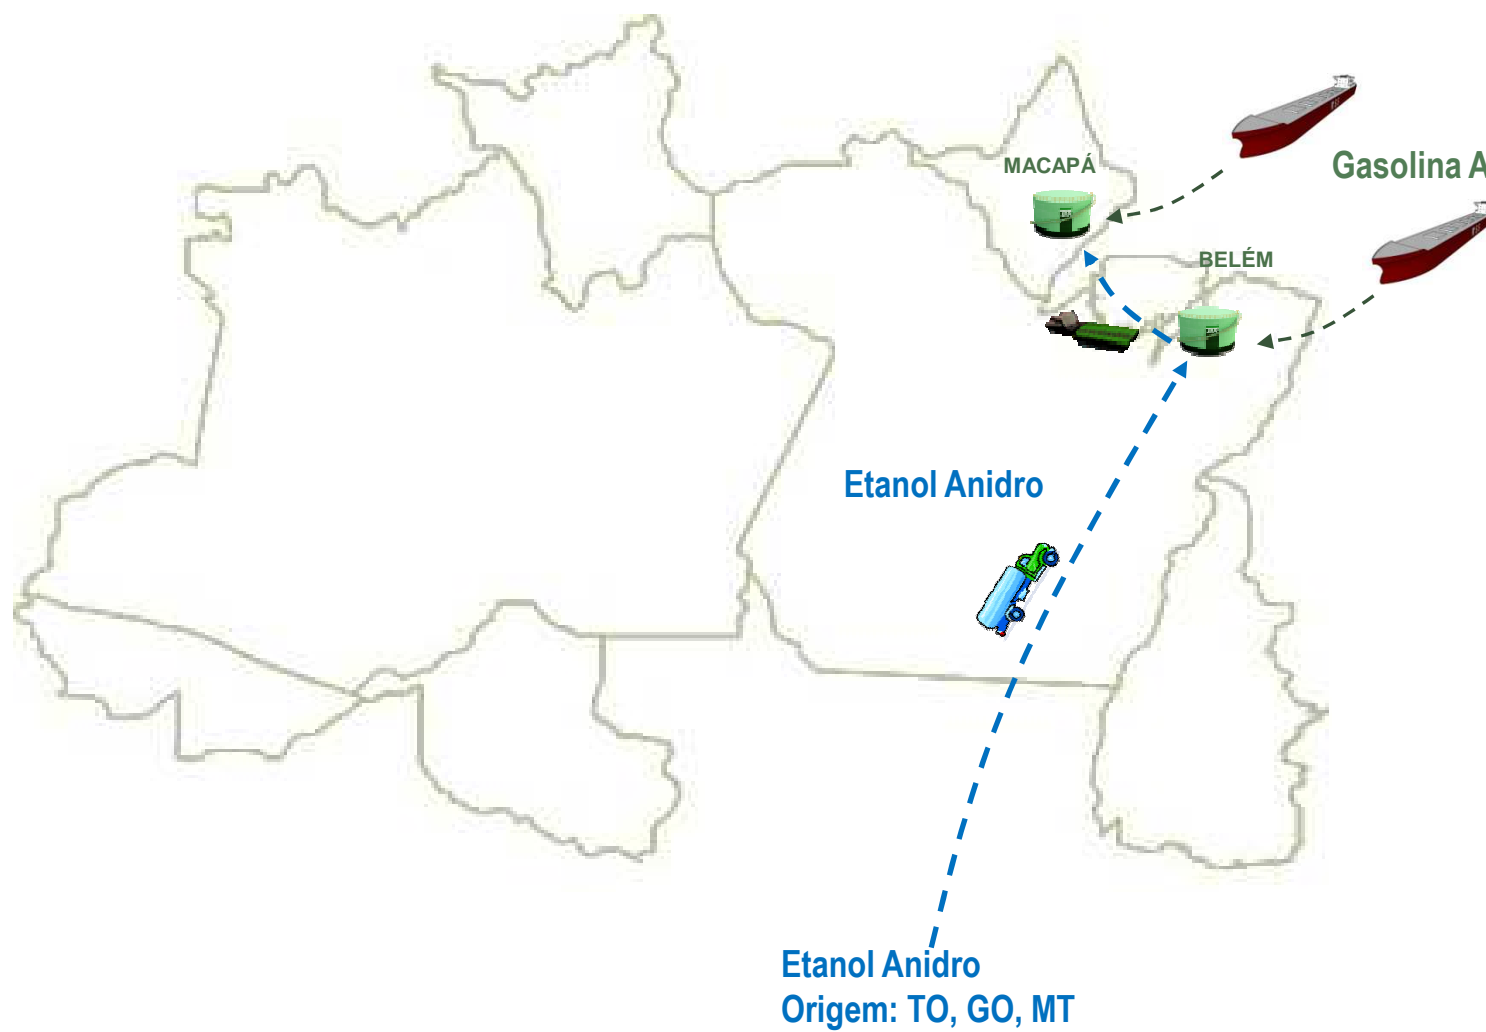 MACAPÁ
Gasolina A
BELÉM
Etanol Anidro
Etanol Anidro
Origem: TO, GO, MT